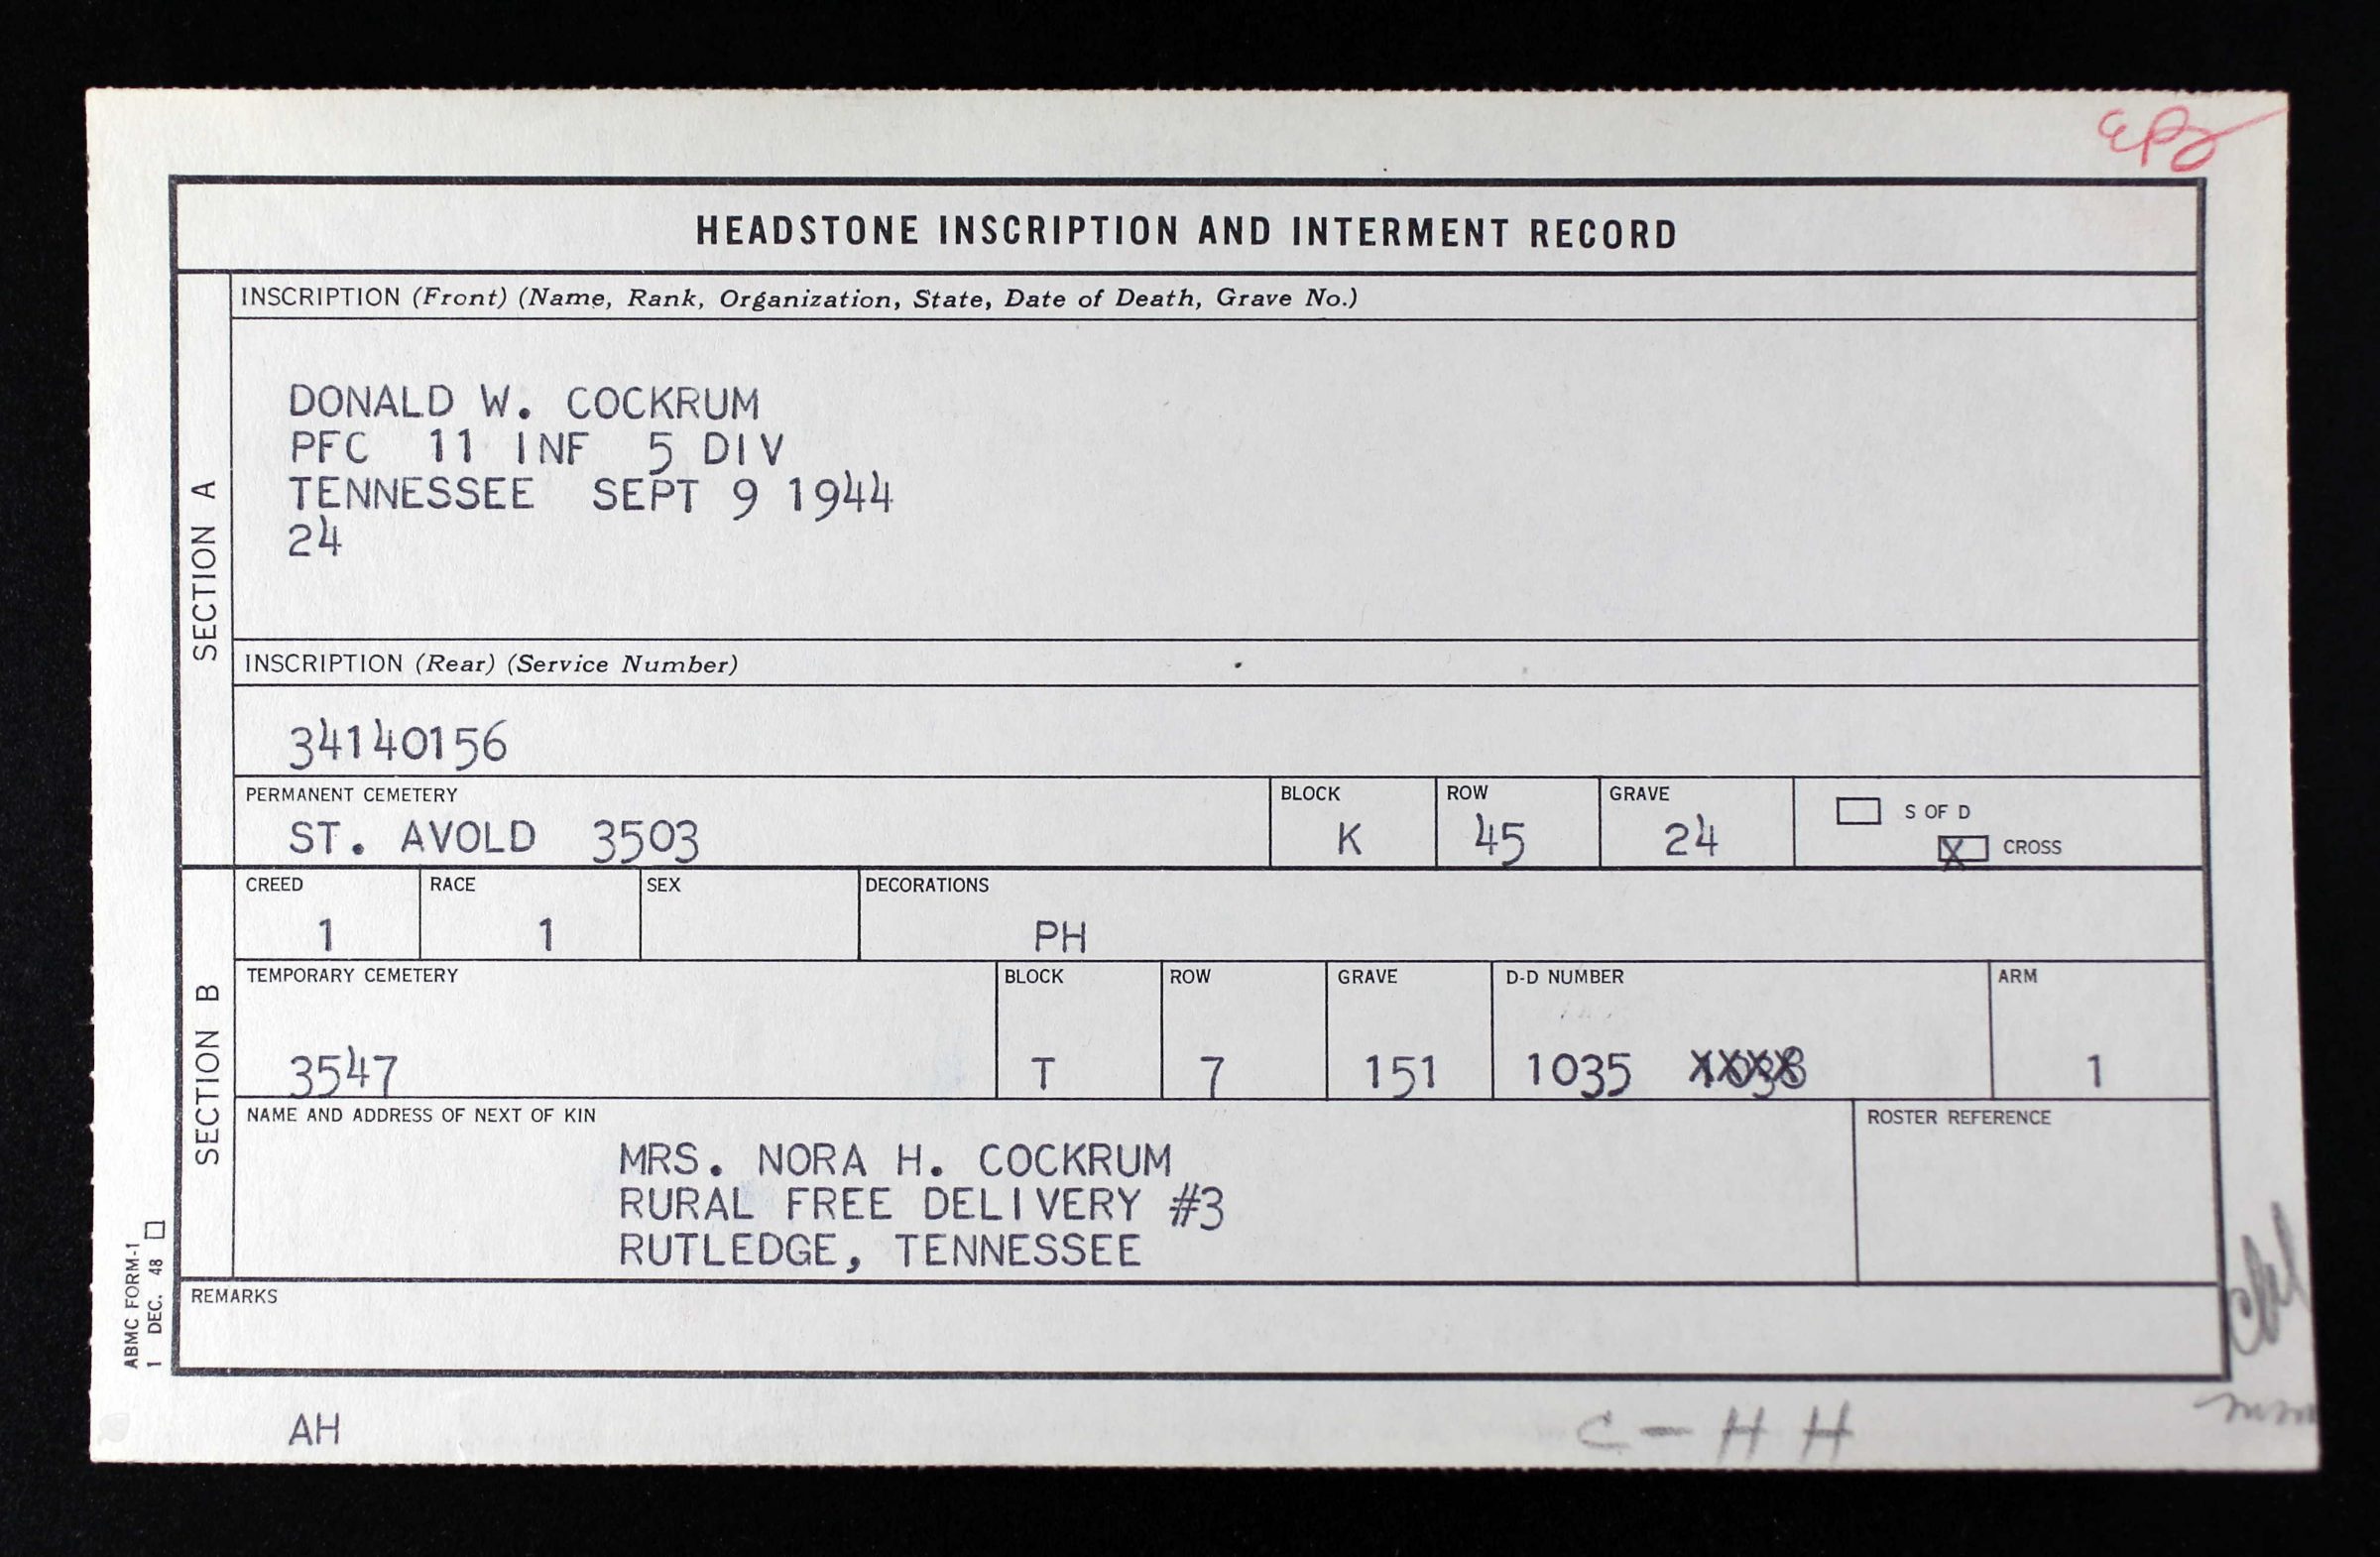 HEADSTONE INSCRIPTION AND INTERMENT RECORD
SECTION A
INSCRIPTION (Front) (Name, Rank, Organization, State, Date of Death, Grave No.)
DONALD W. COCKRUM
PFC 11 INF 5 DIV
TENNESSEE SEPT 9 1944
24
INSCRIPTION (Rear) (Service Number)
34140156
PERMANENT CEMETERY BLOCK ROW GRAVE
S OF D
ST. AVOLD 3503 K 45 24
X CROSS
SECTION B
CREED RACE SEX DECORATIONS
1 1 PH
TEMPORARY CEMETERY BLOCK ROW GRAVE D-D NUMBER ARM
3547 T 7 151 1035 1
NAME AND ADDRESS OF NEXT OF KIN ROSTER REFERENCE
MRS. NORA H. COCKRUM
RURAL FREE DELIVERY #3
RUTLEDGE, TENNESSEE
REMARKS
ABMC FORM-1
1 DEC. 48
AH
C - H H